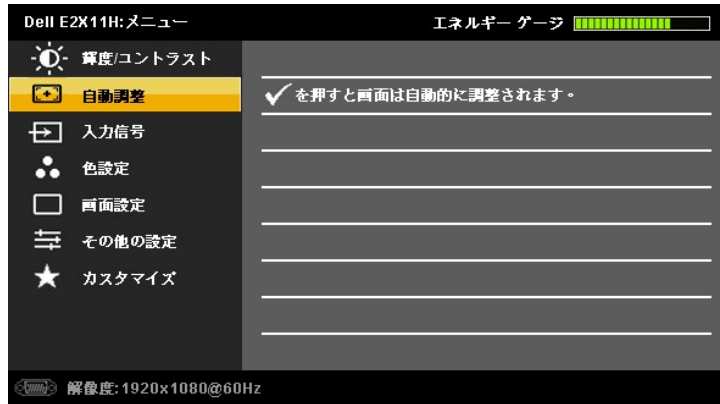 Dell E2X11H:メニュー エネルギー ゲージ
輝度/コントラスト
自動調整 を押すと画面は自動的に調整されます。
入力信号
色設定
画面設定
その他の設定
カスタマイズ
解像度:1920x1080@60Hz